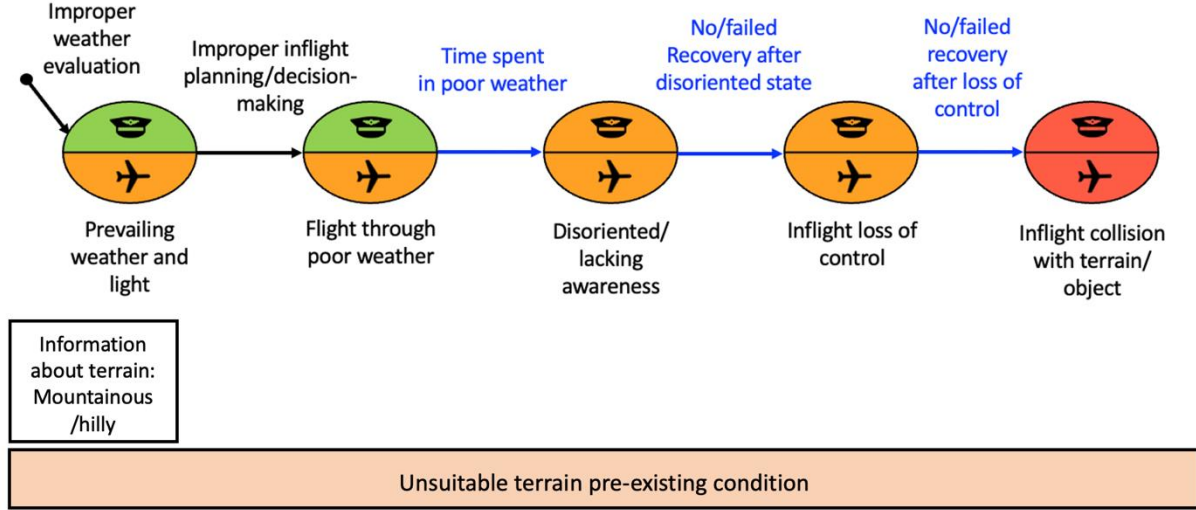 Improper
weather
evaluation
Improper inflight
planning/decision-
making
Time spent
in poor weather
No/failed
Recovery after
disoriented state
No/failed
recovery
after loss of
control
Prevailing
weather and
light
Flight through
poor weather
Disoriented/
lacking
awareness
Inflight loss of
control
Inflight collision
with terrain/
object
Information
about terrain:
Mountainous
/hilly
Unsuitable terrain pre-existing condition